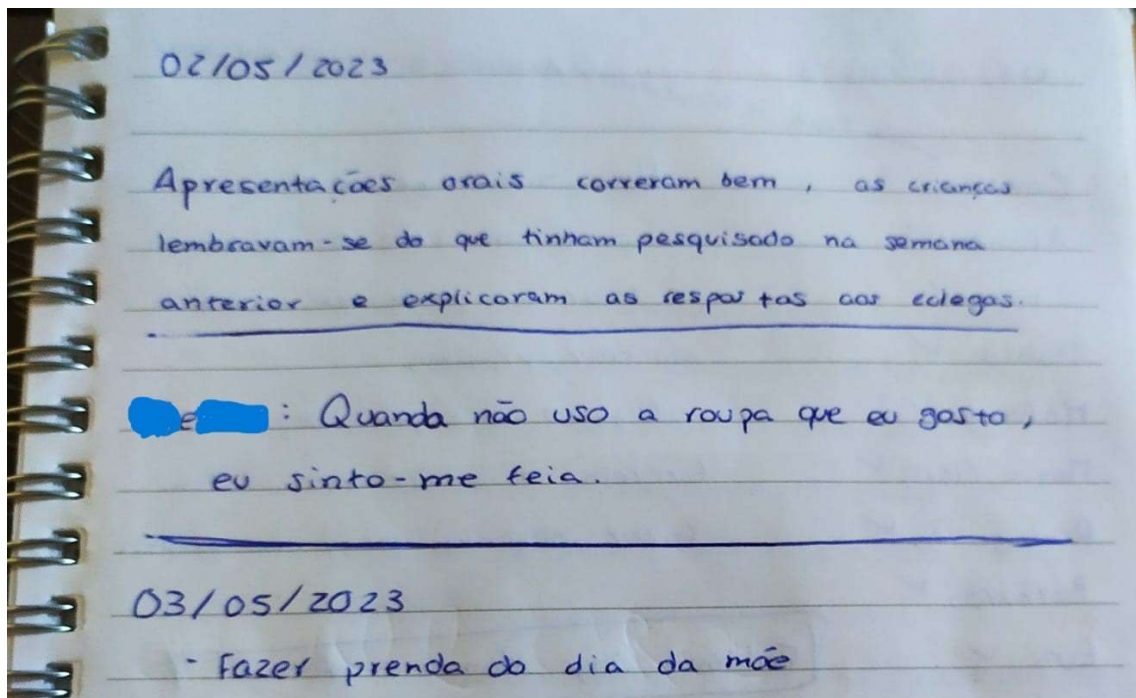 02/05/2023
Apresentações orais correram bem, as crianças
lembravam-se do que tinham pesquisado na semana
anterior e explicaram as respostas aos colegas.
e: Quando não uso a roupa que eu gosto,
eu sinto-me feia.
03/05/2023
- Fazer prenda do dia da mãe